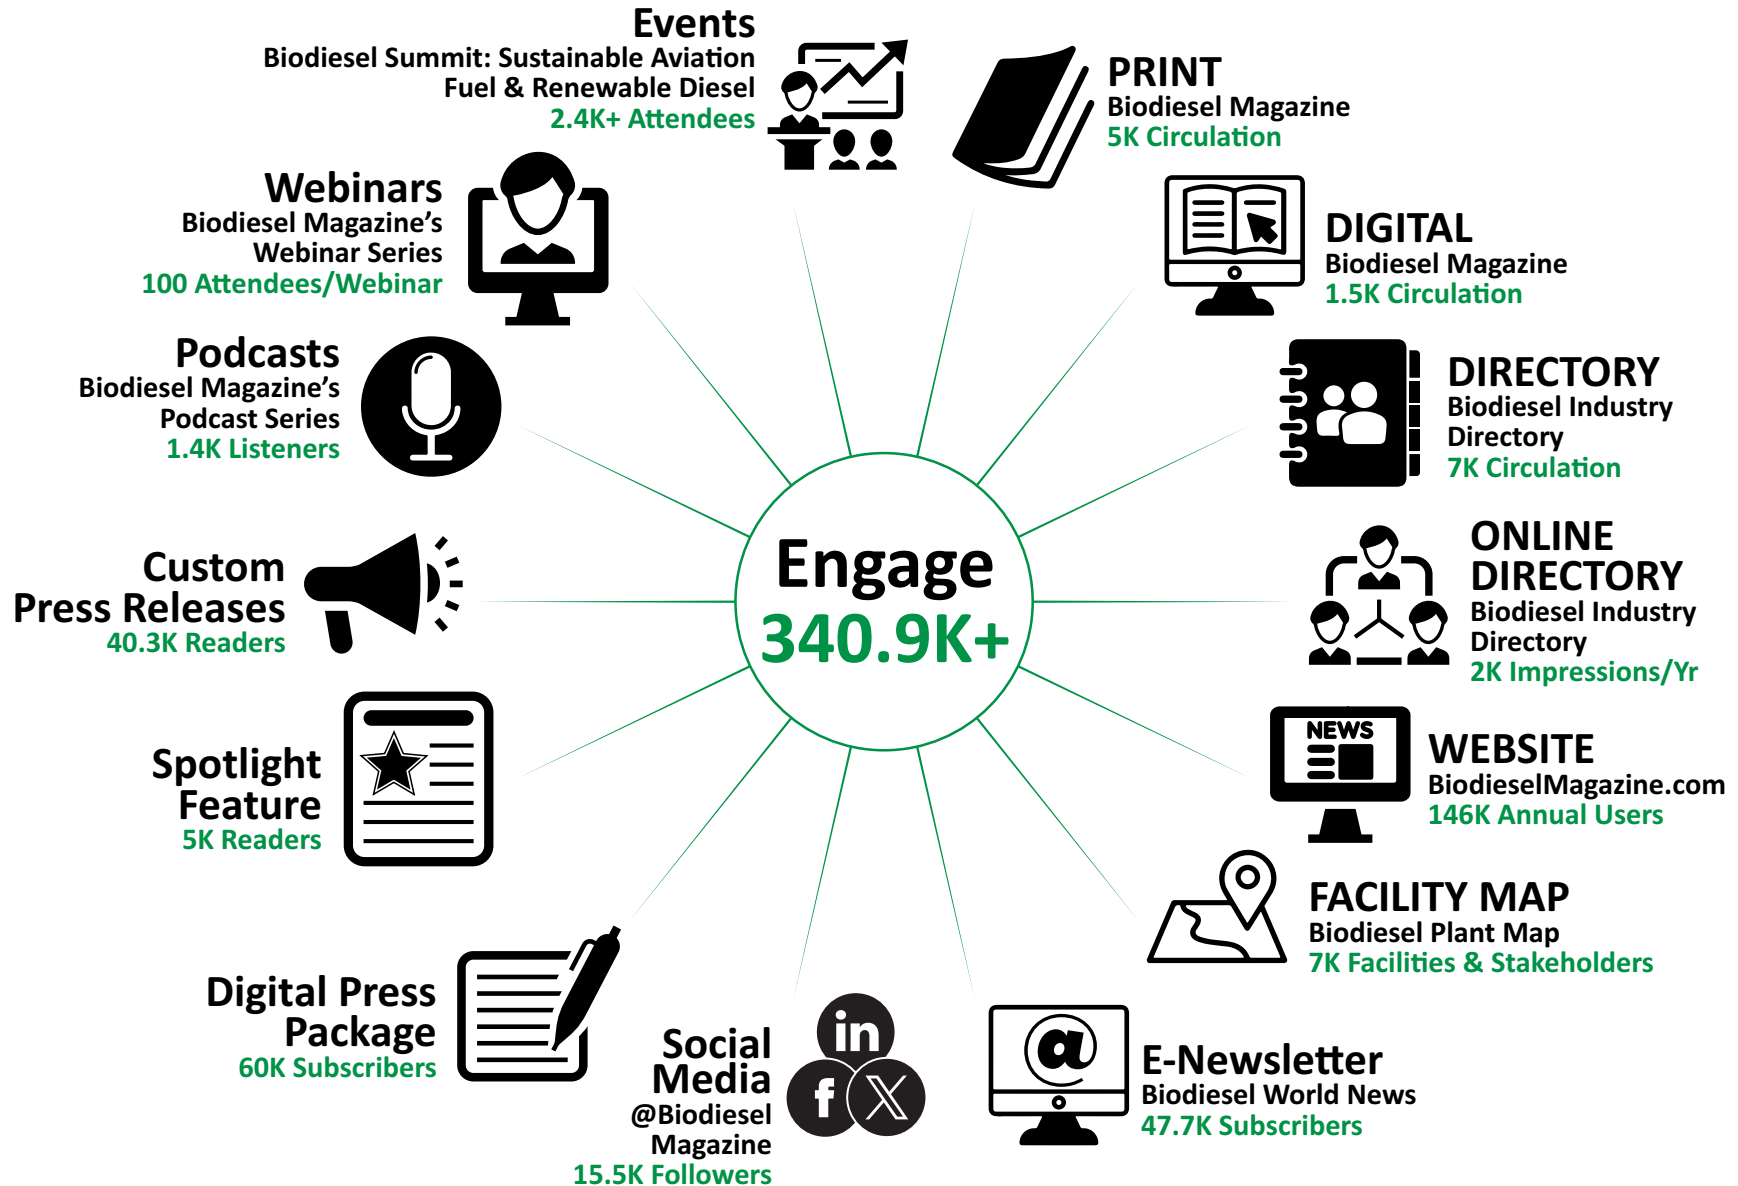 Events
Biodiesel Summit: Sustainable Aviation
Fuel & Renewable Diesel
2.4K+ Attendees
PRINT
Biodiesel Magazine
5K Circulation
DIGITAL
Biodiesel Magazine
1.5K Circulation
DIRECTORY
Biodiesel Industry
Directory
7K Circulation
ONLINE
DIRECTORY
Biodiesel Industry
Directory
2K Impressions/Yr
NEWS
WEBSITE
BiodieselMagazine.com
146K Annual Users
FACILITY MAP
Biodiesel Plant Map
7K Facilities & Stakeholders
@
E-Newsletter
Biodiesel World News
47.7K Subscribers
in
f
X
Social
Media
@Biodiesel
Magazine
15.5K Followers
Digital Press
Package
60K Subscribers
Spotlight
Feature
5K Readers
Custom
Press Releases
40.3K Readers
Podcasts
Biodiesel Magazine's
Podcast Series
1.4K Listeners
Webinars
Biodiesel Magazine's
Webinar Series
100 Attendees/Webinar
Engage
340.9K+